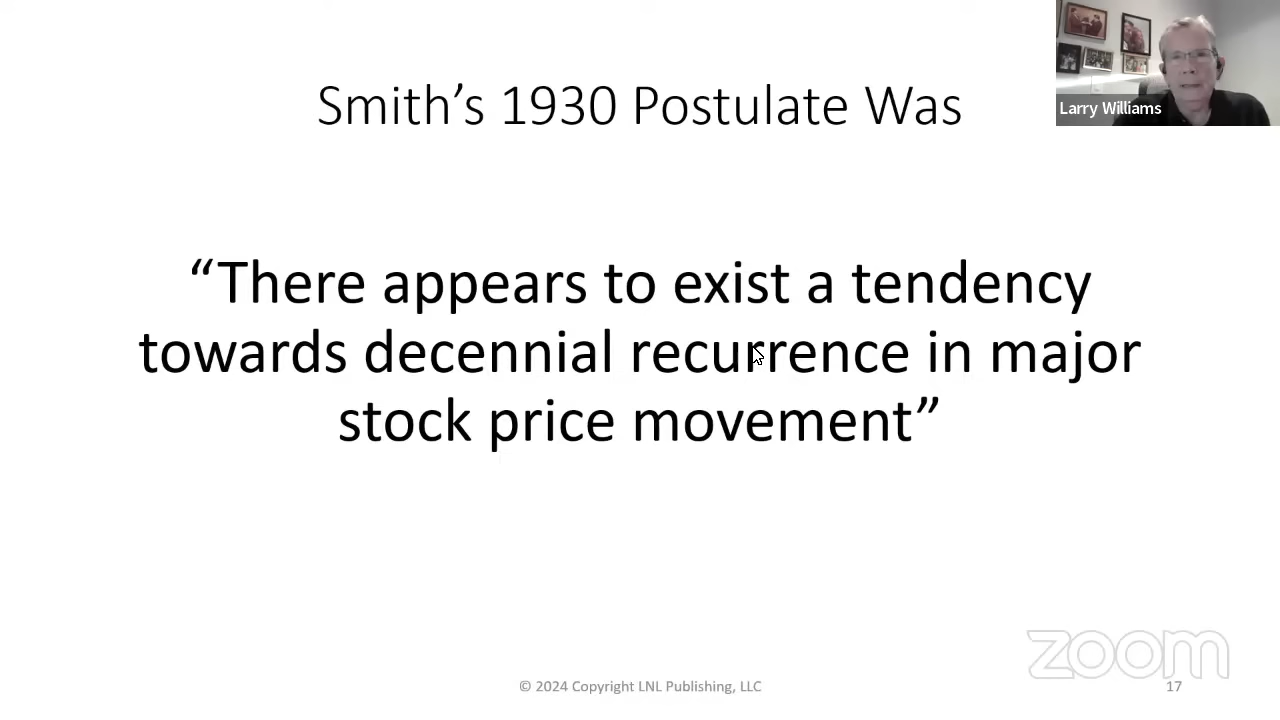 Smith’s 1930 Postulate Was
Larry Williams
“There appears to exist a tendency
towards decennial recurrence in major
stock price movement”
zoom
© 2024 Copyright LNL Publishing, LLC
17